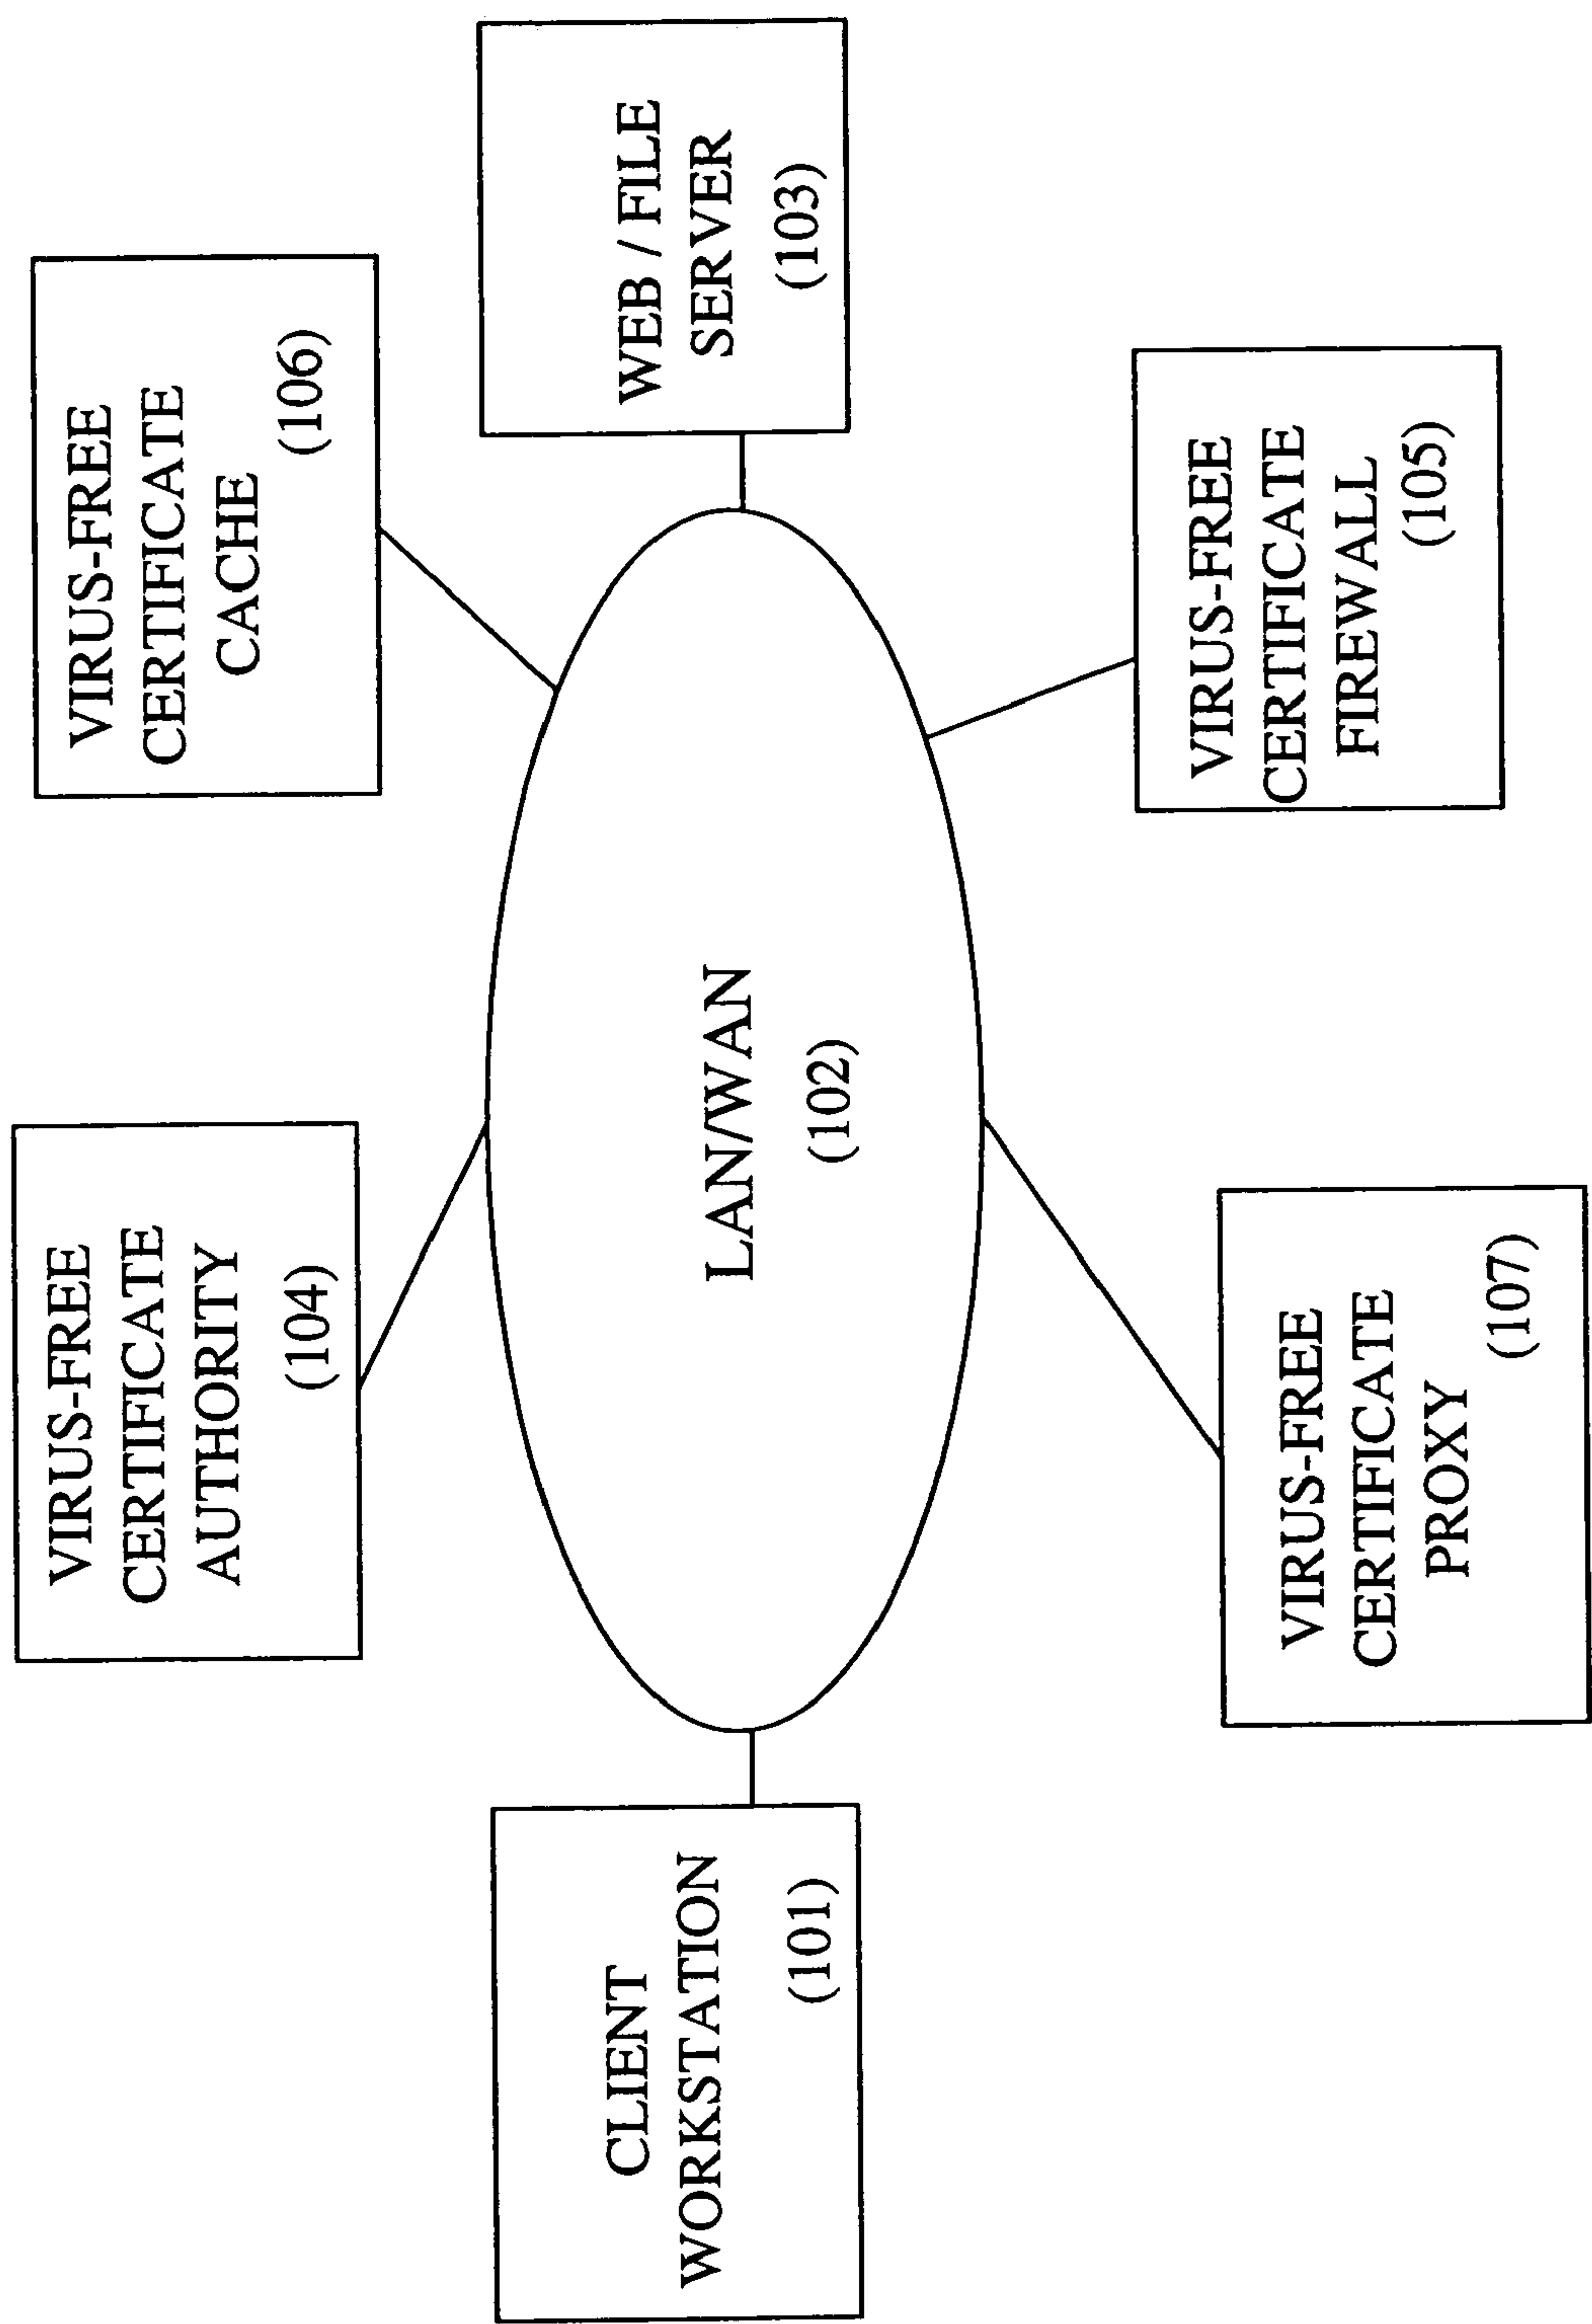 VIRUS-FREE
CERTIFICATE
AUTHORITY
(104)
VIRUS-FREE
CERTIFICATE
CACHE
(106)
CLIENT
WORKSTATION
(101)
LAN/WAN
(102)
WEB / FILE
SERVER
(103)
VIRUS-FREE
CERTIFICATE
PROXY
(107)
VIRUS-FREE
CERTIFICATE
FIREWALL
(105)